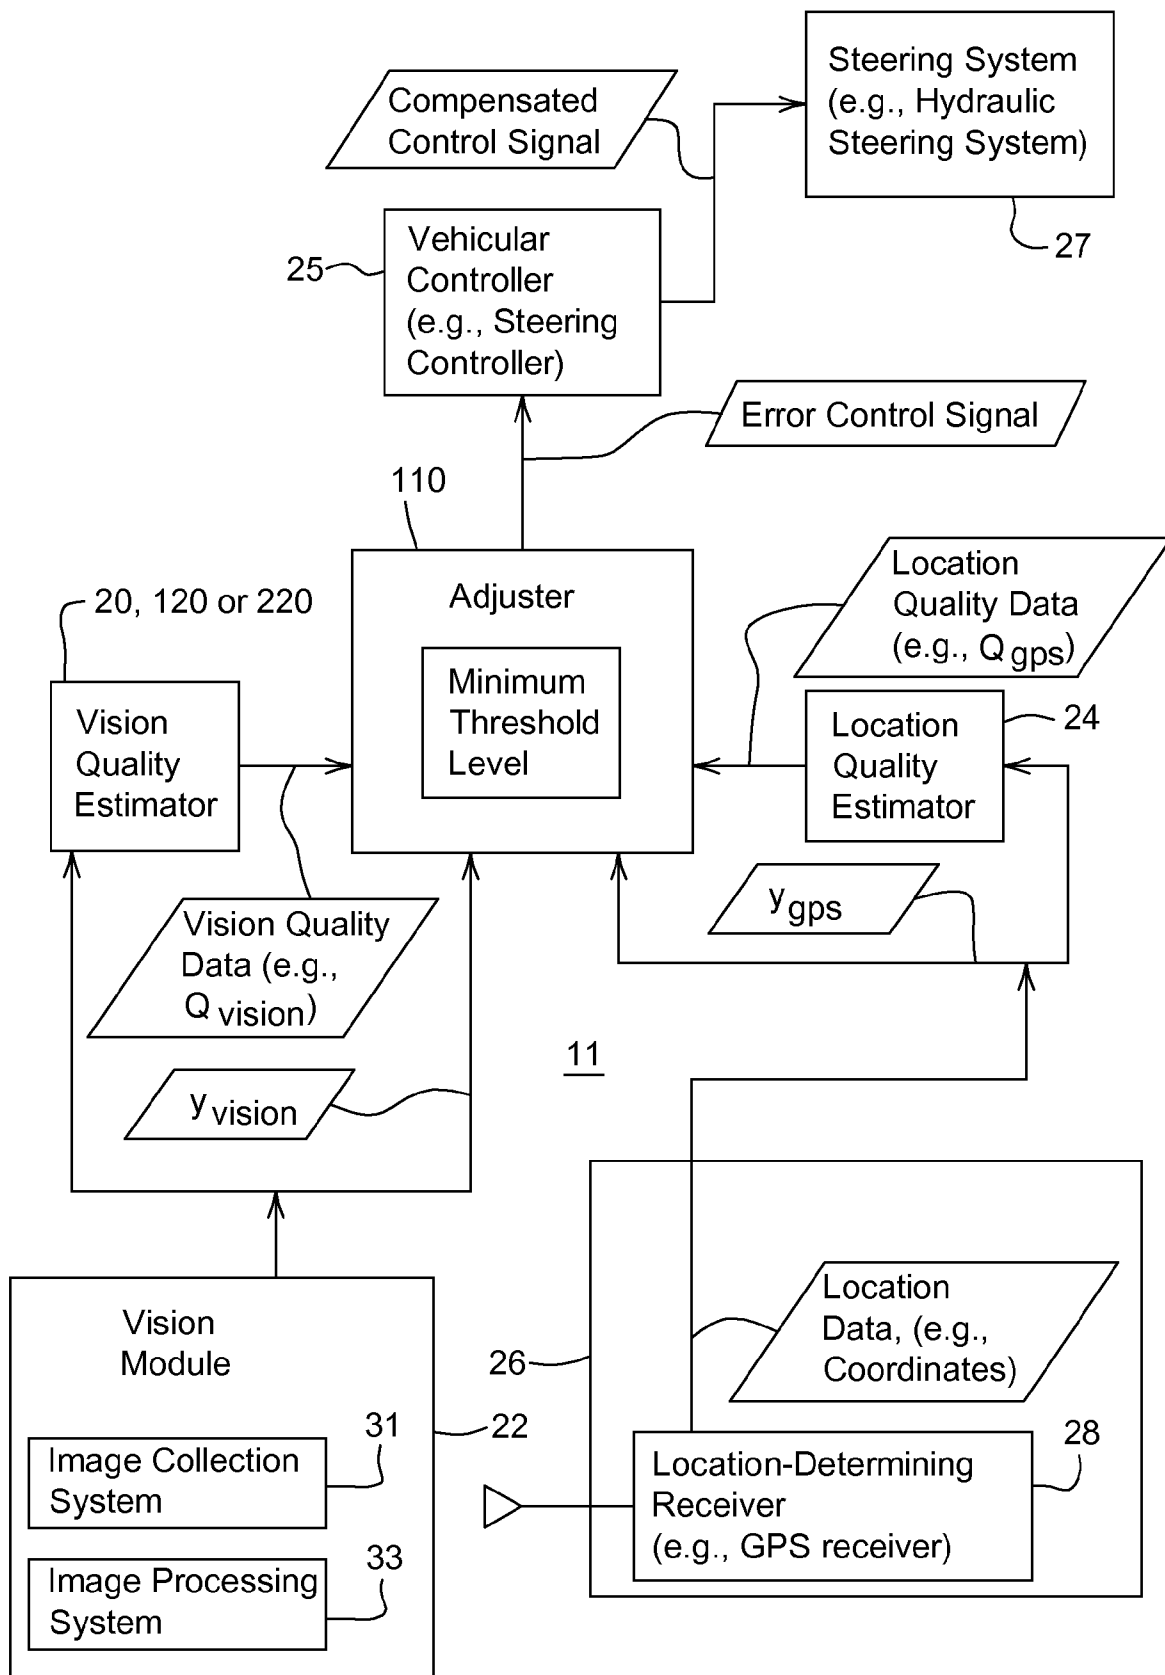 Steering System
(e.g., Hydraulic
Steering System)
27
Compensated
Control Signal
25
Vehicular
Controller
(e.g., Steering
Controller)
Error Control Signal
110
Adjuster
Minimum
Threshold
Level
20, 120 or 220
Vision
Quality
Estimator
Location
Quality Data
(e.g., Q gps)
24
Location
Quality
Estimator
Vision Quality
Data (e.g.,
Q vision)
y gps
y vision
11
Vision
Module
22
31
Image Collection
System
33
Image Processing
System
26
Location
Data, (e.g.,
Coordinates)
28
Location-Determining
Receiver
(e.g., GPS receiver)